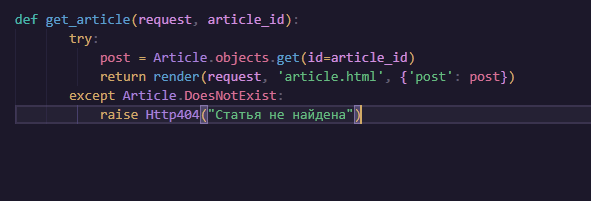 def get_article(request, article_id):
try:
post = Article.objects.get(id=article_id)
return render(request, 'article.html', {'post': post})
except Article.DoesNotExist:
raise Http404("Статья не найдена")